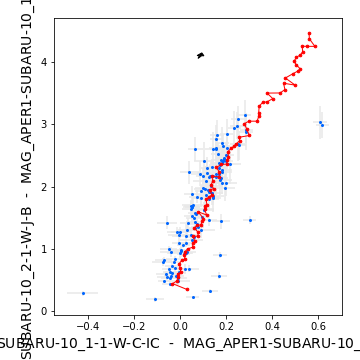 SUBARU-10_2-1-W-J-B - MAG_APER1-SUBARU-10_1
4
3
2
1
0
−0.4 −0.2 0.0 0.2 0.4 0.6
SUBARU-10_1-1-W-C-IC - MAG_APER1-SUBARU-10_